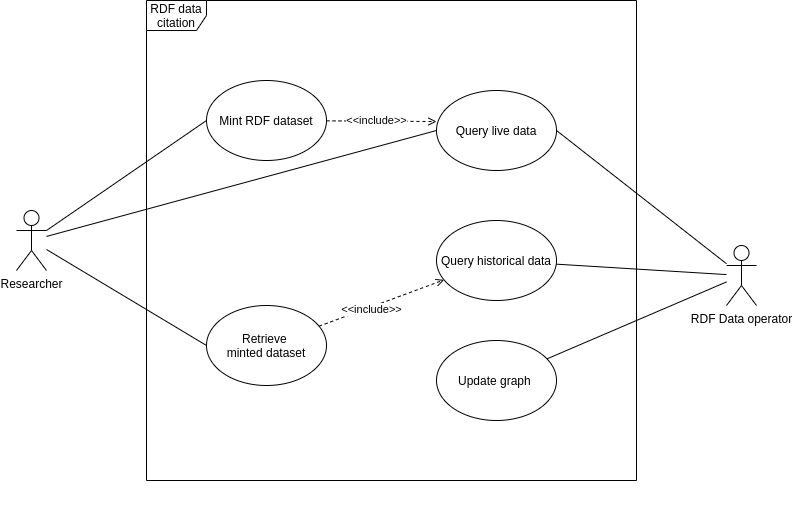 RDF data
citation
Mint RDF dataset
<<include>>
Query live data
Query historical data
Researcher
<<include>>
RDF Data operator
Retrieve
minted dataset
Update graph